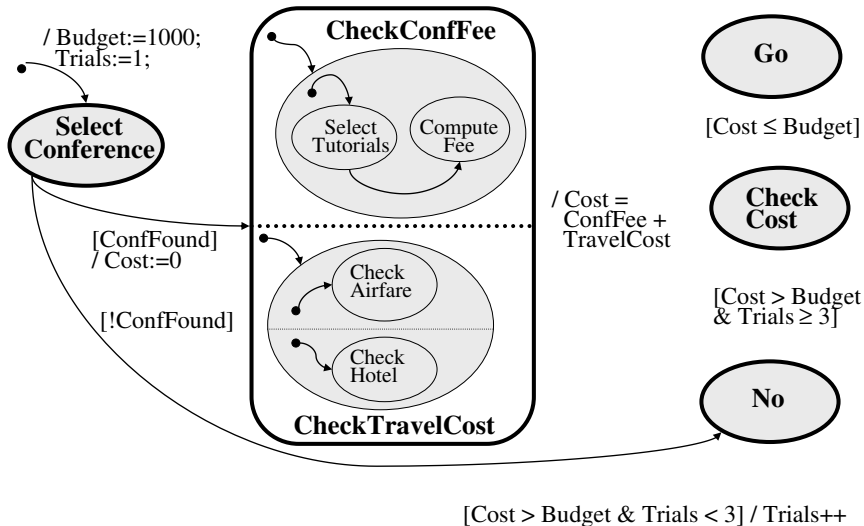 / Budget:=1000;
Trials:=1;
Select
Conference
[ConfFound]
/ Cost:=0
[!ConfFound]
CheckConfFee
Select
Tutorials
Compute
Fee
Check
Airfare
Check
Hotel
CheckTravelCost
/ Cost =
ConfFee +
TravelCost
Go
[Cost ≤ Budget]
Check
Cost
[Cost > Budget
& Trials ≥ 3]
No
[Cost > Budget & Trials < 3] / Trials++